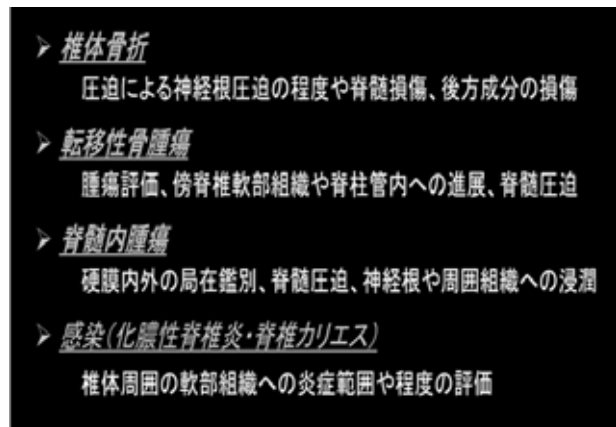 ➢ 椎体骨折
圧迫による神経根圧迫の程度や脊髄損傷、後方成分の損傷
➢ 転移性骨腫瘍
腫瘍評価、傍脊椎軟部組織や脊柱管内への進展、脊髄圧迫
➢ 脊髄内腫瘍
硬膜内外の局在鑑別、脊髄圧迫、神経根や周囲組織への浸潤
➢ 感染(化膿性脊椎炎・脊椎カリエス)
椎体周囲の軟部組織への炎症範囲や程度の評価